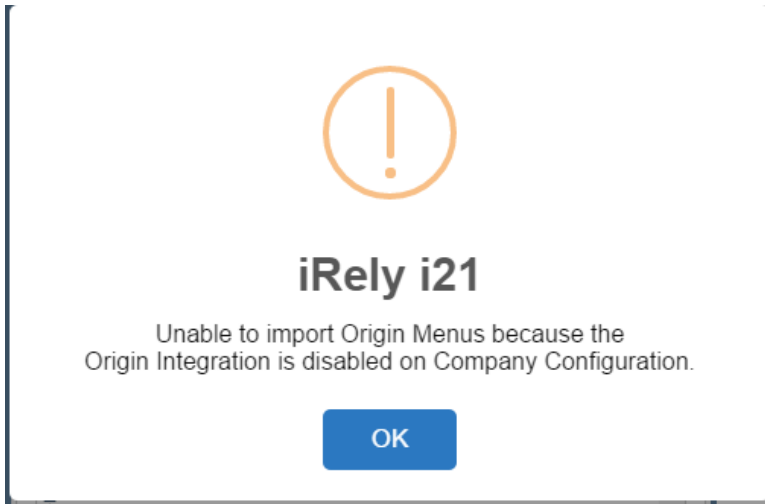 iRely i21
Unable to import Origin Menus because the
Origin Integration is disabled on Company Configuration.
OK